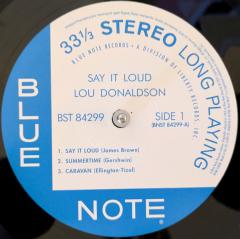 33⅓ STEREO LONG PLAYING
BLUE NOTE RECORDS • A DIVISION OF LIBERTY RECORDS, INC.
SAY IT LOUD
LOU DONALDSON
BST 84299
SIDE 1
(BNST 84299-A)
1. SAY IT LOUD (James Brown)
2. SUMMERTIME (Gershwin)
3. CARAVAN (Ellington-Tizol)
BLUE
NOTE